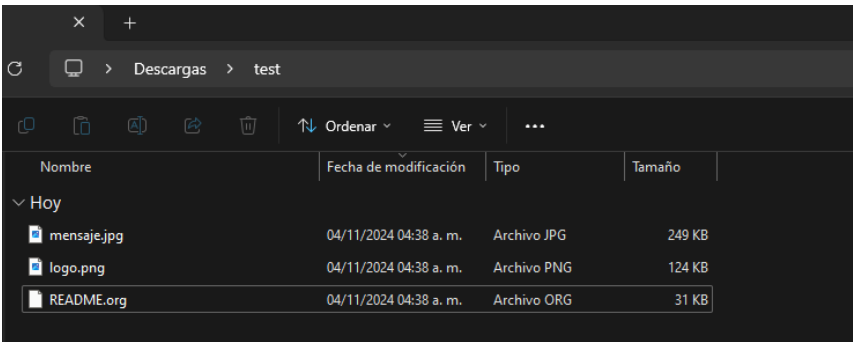 Descargas > test
Ordenar Ver
Nombre Fecha de modificación Tipo Tamaño
Hoy
mensaje.jpg 04/11/2024 04:38 a. m. Archivo JPG 249 KB
logo.png 04/11/2024 04:38 a. m. Archivo PNG 124 KB
README.org 04/11/2024 04:38 a. m. Archivo ORG 31 KB